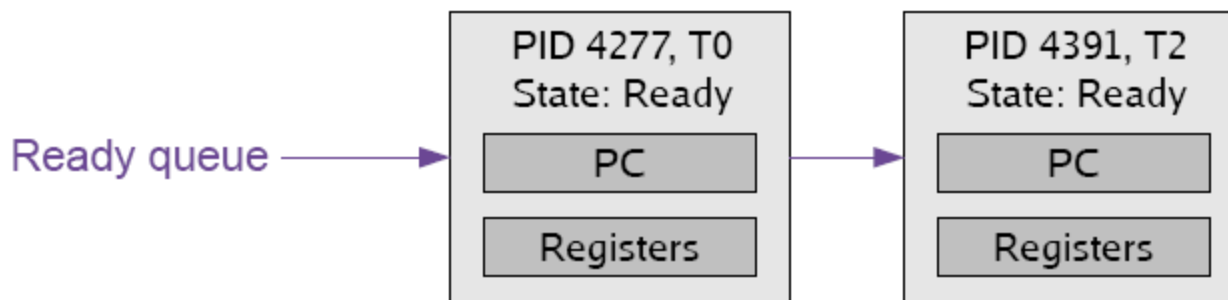 PID 4277, T0
State: Ready
PC
Registers
Ready queue
PID 4391, T2
State: Ready
PC
Registers